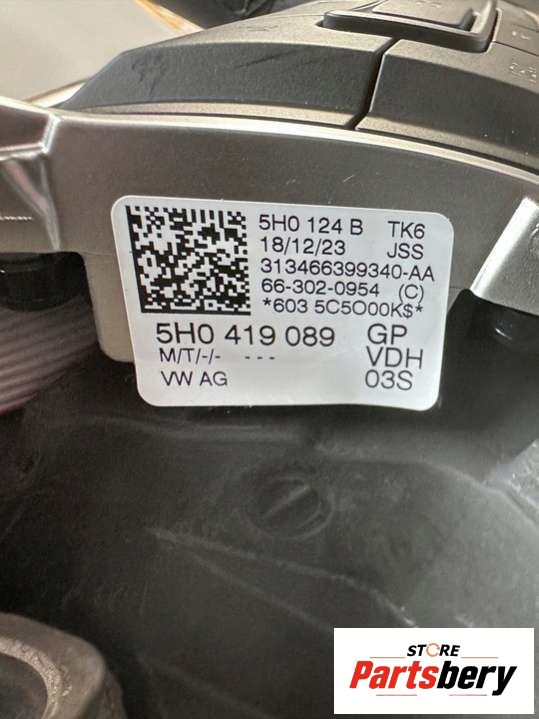 5H0 124 B TK6
18/12/23 JSS
313466399340-AA
66-302-0954 (C)
*603 5C5O00K$*
5H0 419 089 GP
M/T/-/- --- VDH
VW AG 03S
STORE
Partsbery